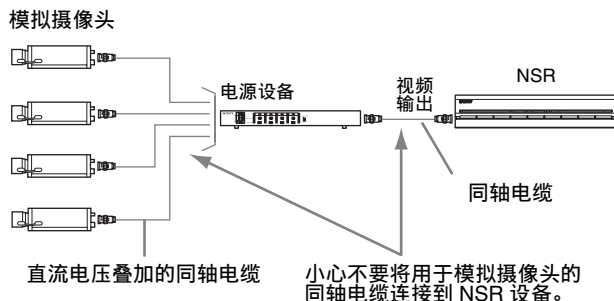 模拟摄像头
电源设备
视频
输出
NSR
同轴电缆
直流电压叠加的同轴电缆
小心不要将用于模拟摄像头的
同轴电缆连接到 NSR 设备。